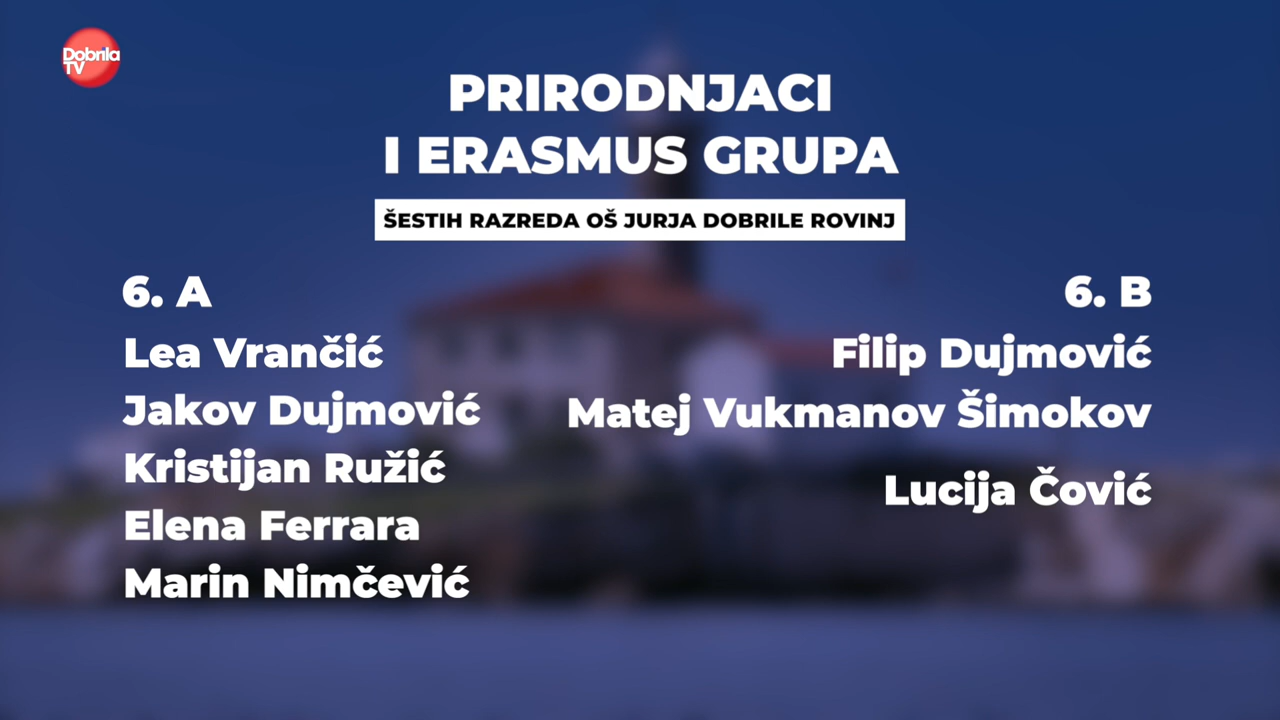 Dobrila
TV
PRIRODNJACI
I ERASMUS GRUPA
ŠESTIH RAZREDA OŠ JURJA DOBRILE ROVINJ
6. A
Lea Vrančić
Jakov Dujmović
Kristijan Ružić
Elena Ferrara
Marin Nimčević
6. B
Filip Dujmović
Matej Vukmanov Šimokov
Lucija Čović